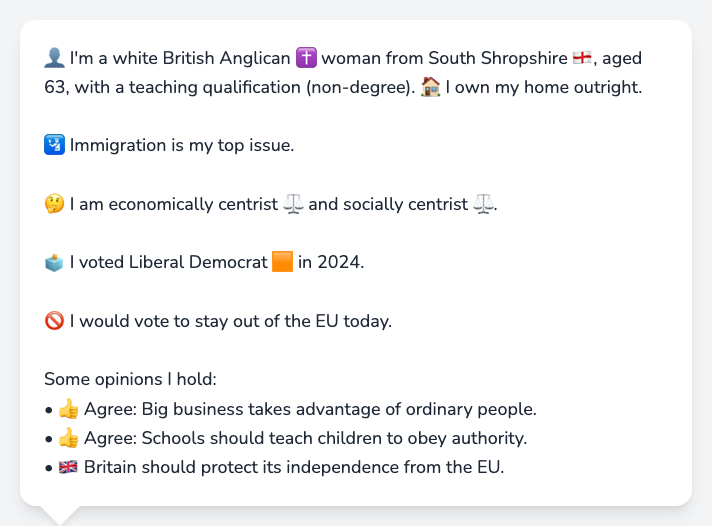 👤 I'm a white British Anglican ✝️ woman from South Shropshire 🏴󠁧󠁢󠁥󠁮󠁧󠁿, aged
63, with a teaching qualification (non-degree). 🏠 I own my home outright.
🛂 Immigration is my top issue.
🤔 I am economically centrist ⚖️ and socially centrist ⚖️.
🗳️ I voted Liberal Democrat 🟧 in 2024.
🚫 I would vote to stay out of the EU today.
Some opinions I hold:
• 👍 Agree: Big business takes advantage of ordinary people.
• 👍 Agree: Schools should teach children to obey authority.
• 🇬🇧 Britain should protect its independence from the EU.